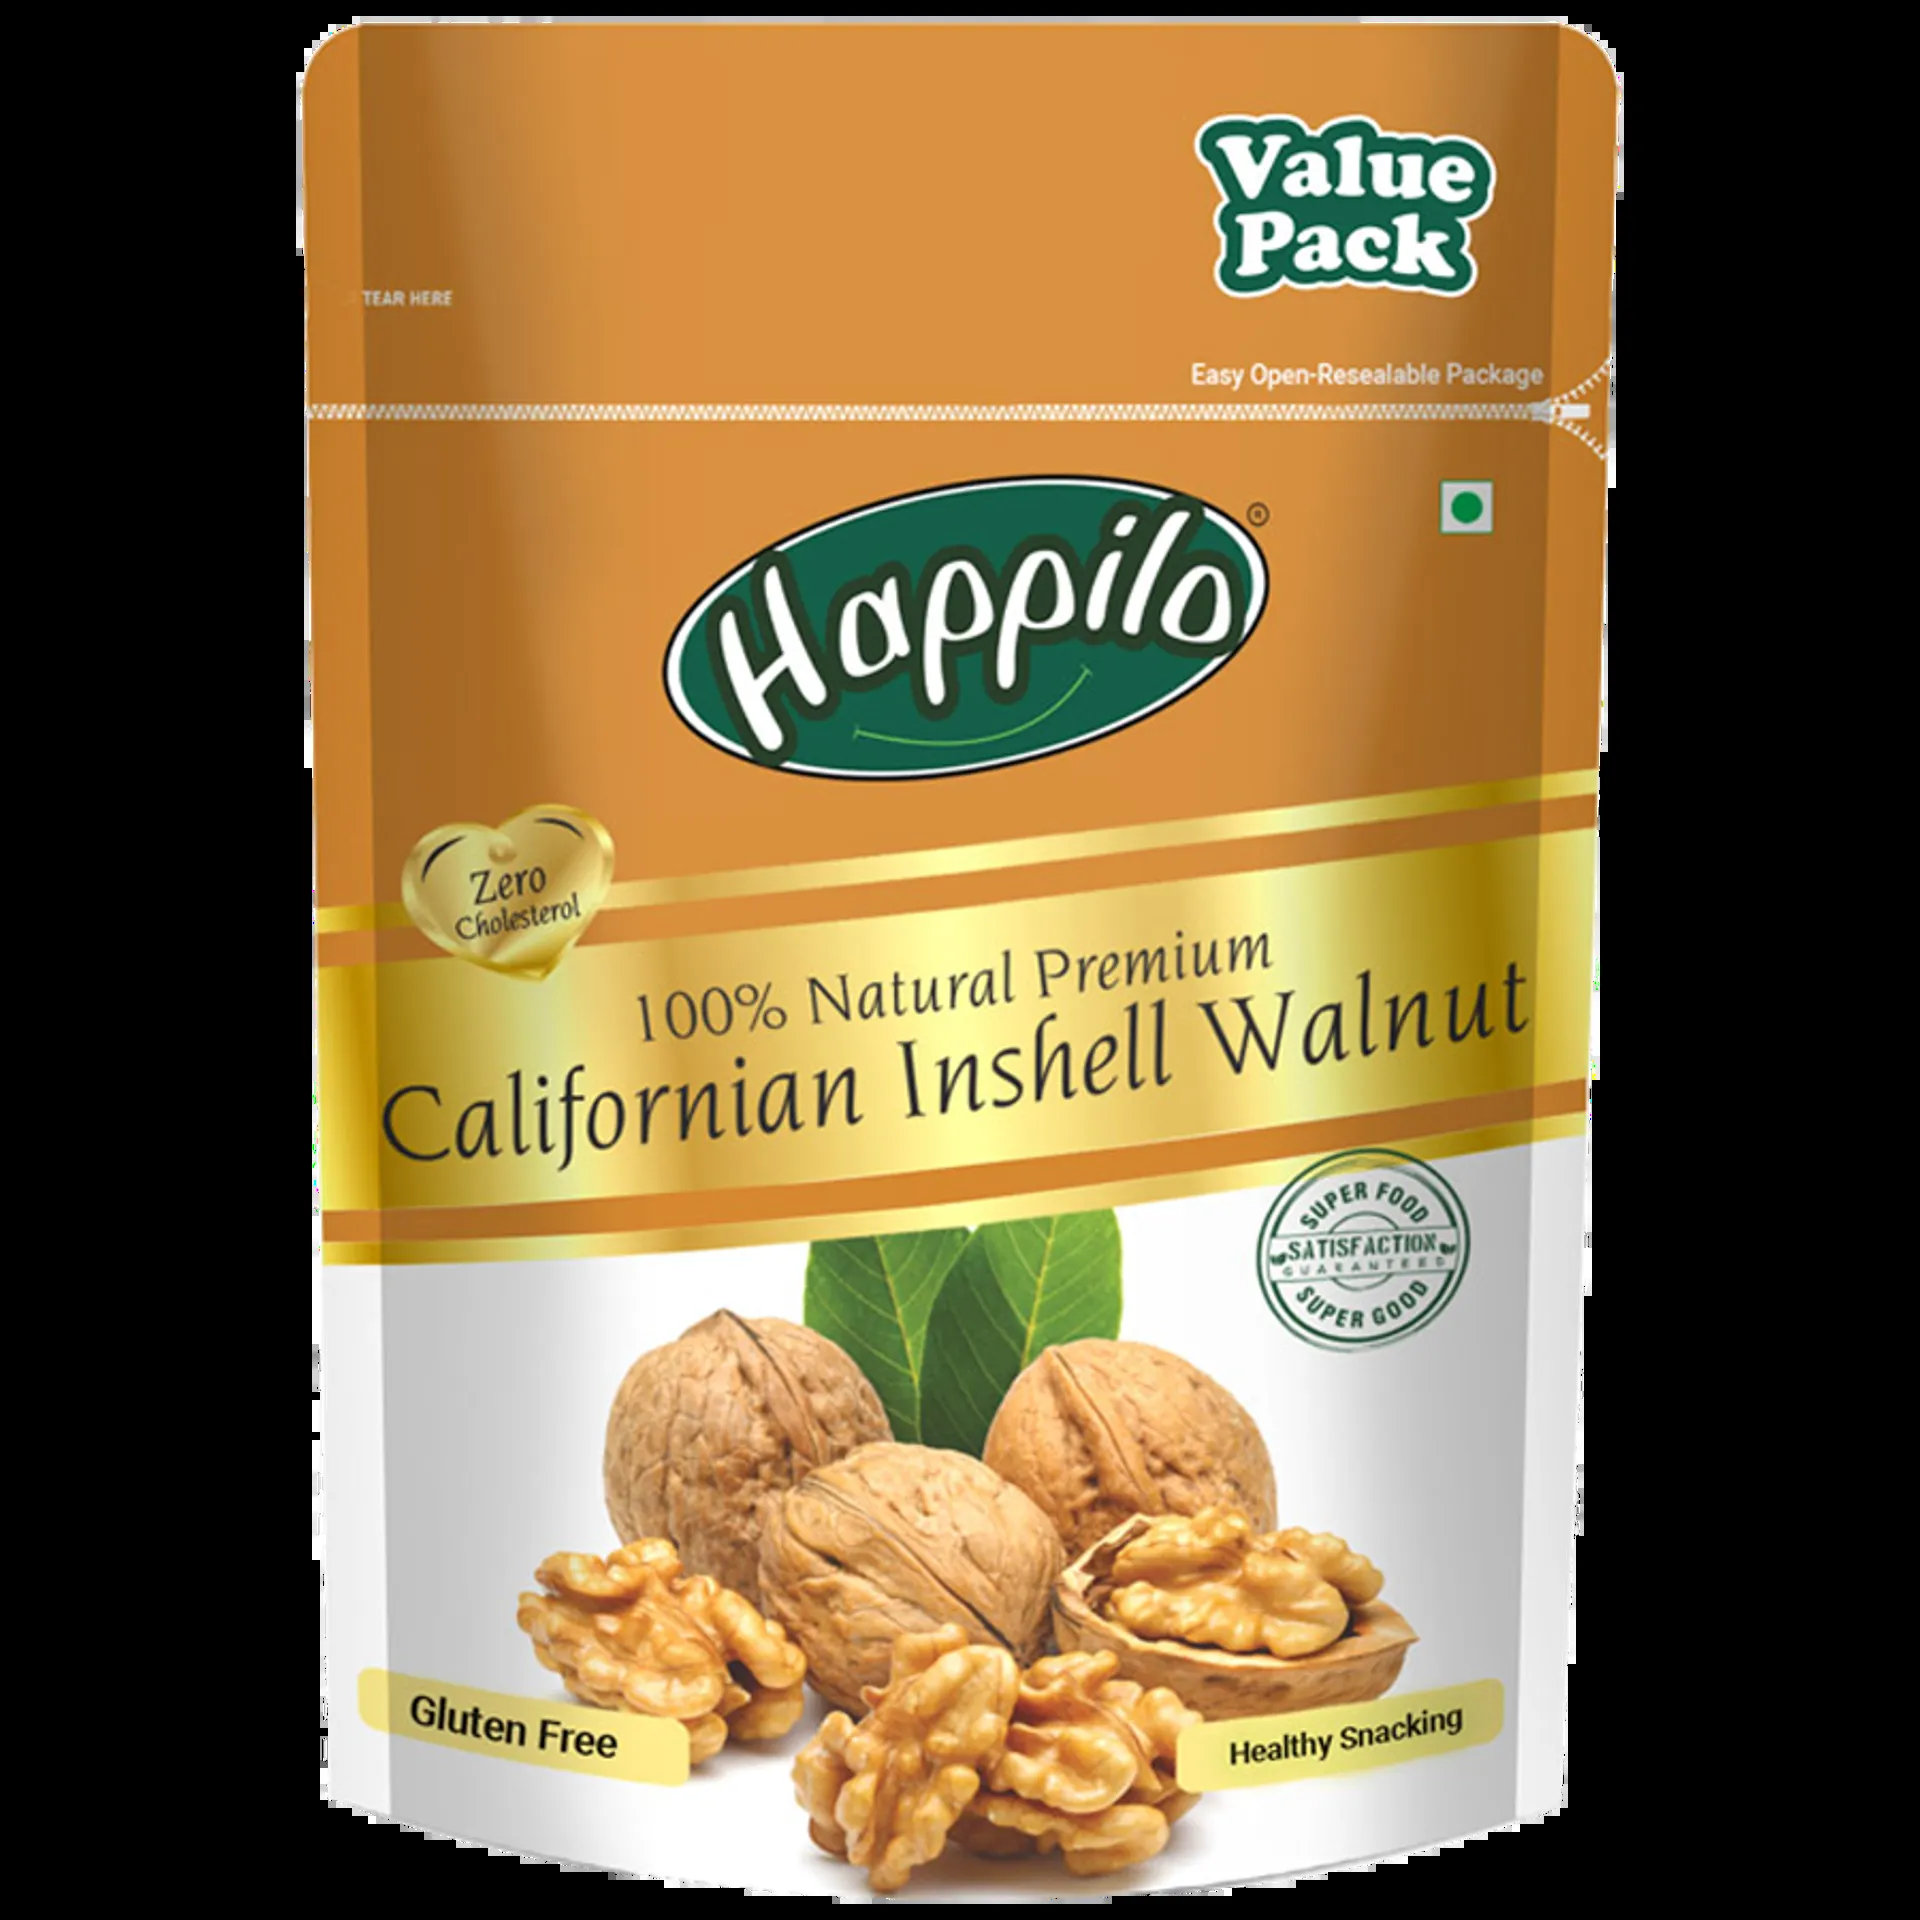 Value
Pack
TEAR HERE
Easy Open-Resealable Package
Happilo
®
Zero
Cholesterol
100% Natural Premium
Californian Inshell Walnut
SUPER FOOD
SATISFACTION
GUARANTEED
SUPER GOOD
Gluten Free
Healthy Snacking